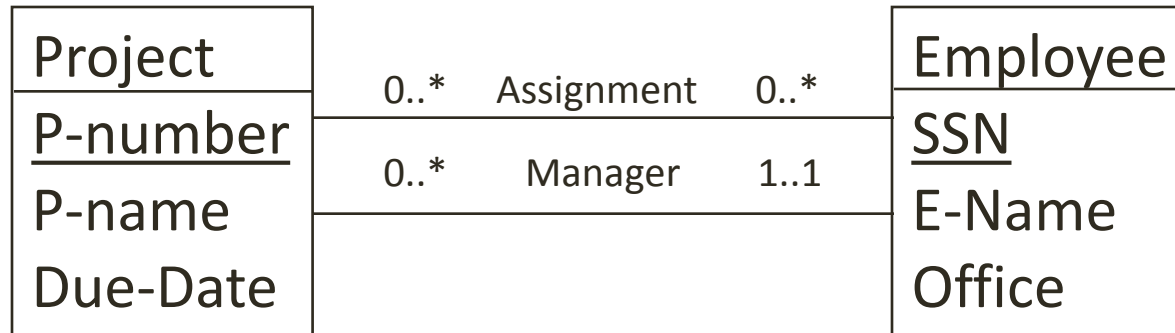 Project
P-number
P-name
Due-Date
0..* Assignment 0..*
0..* Manager 1..1
Employee
SSN
E-Name
Office